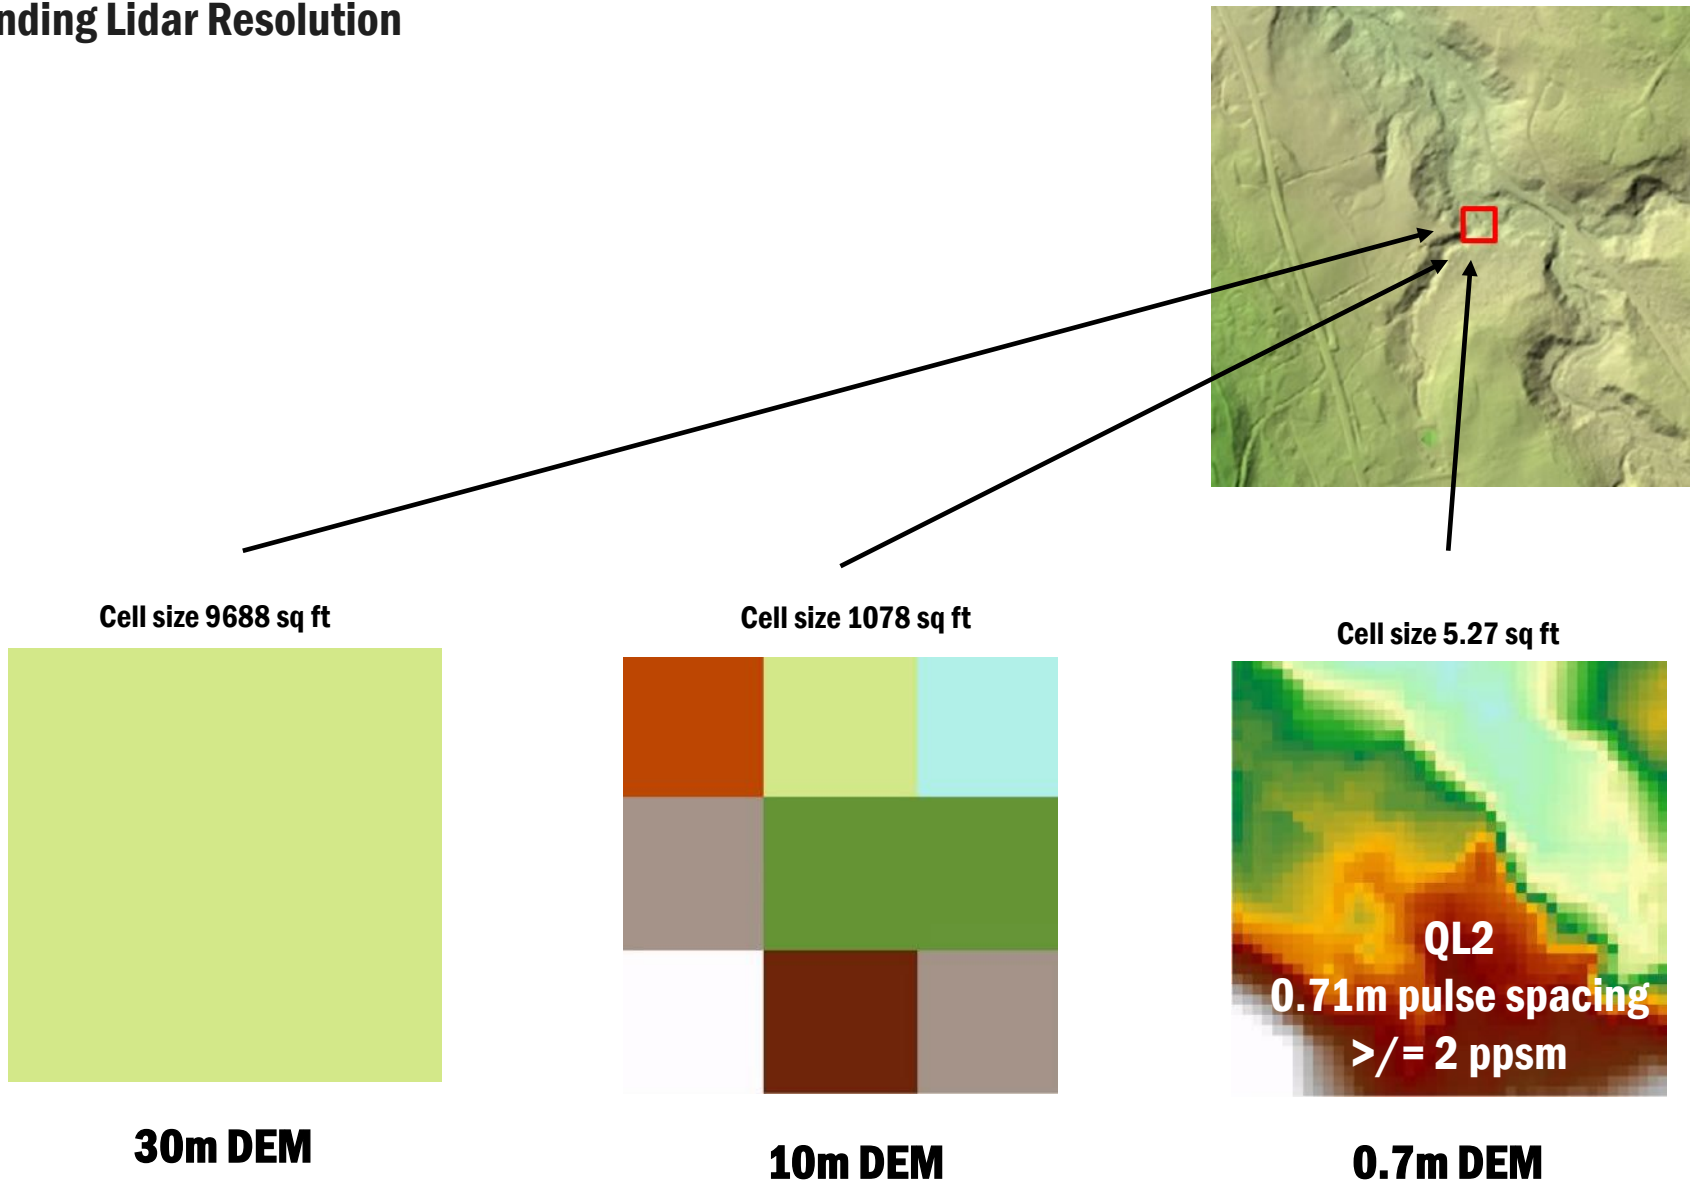 nding Lidar Resolution
Cell size 9688 sq ft
Cell size 1078 sq ft
Cell size 5.27 sq ft
QL2
0.71m pulse spacing
>/= 2 ppsm
30m DEM
10m DEM
0.7m DEM